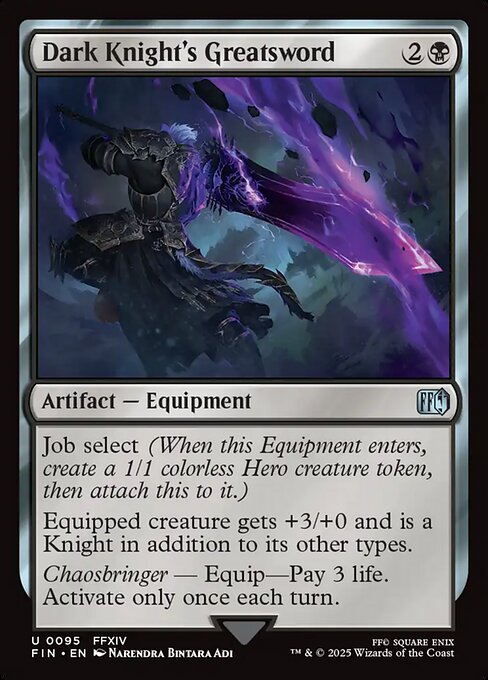 Dark Knight's Greatsword 2
Artifact — Equipment FF
Job select (When this Equipment enters,
create a 1/1 colorless Hero creature token,
then attach this to it.)
Equipped creature gets +3/+0 and is a
Knight in addition to its other types.
Chaosbringer — Equip—Pay 3 life.
Activate only once each turn.
U 0095 FFXIV
FIN • EN Narendra Bintara Adi
FF© SQUARE ENIX
™ & © 2025 Wizards of the Coast